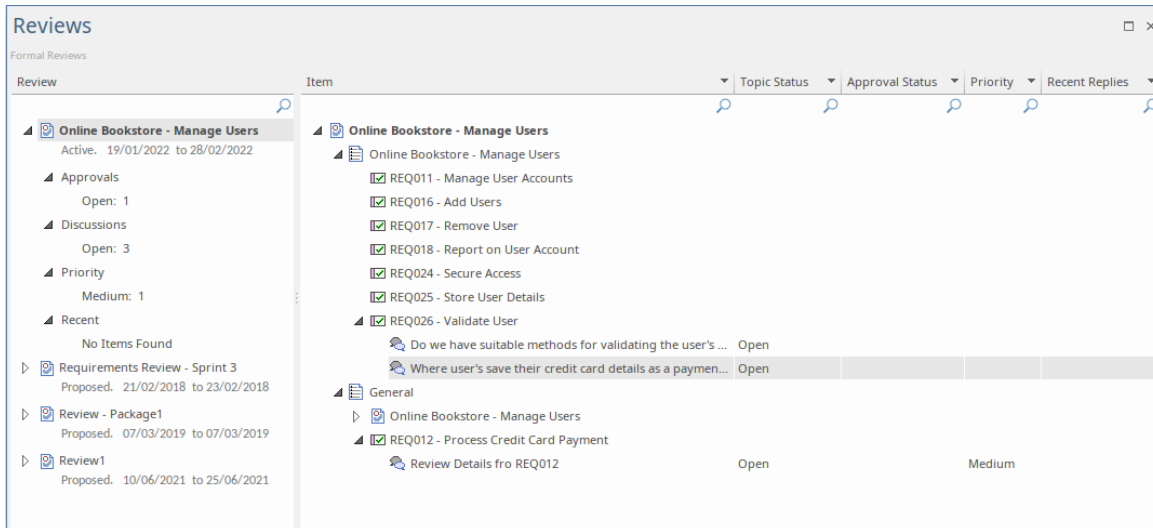 Reviews
Formal Reviews
Review
Item Topic Status Approval Status Priority Recent Replies
Online Bookstore - Manage Users
Active. 19/01/2022 to 28/02/2022
Approvals
Open: 1
Discussions
Open: 3
Priority
Medium: 1
Recent
No Items Found
Requirements Review - Sprint 3
Proposed. 21/02/2018 to 23/02/2018
Review - Package1
Proposed. 07/03/2019 to 07/03/2019
Review1
Proposed. 10/06/2021 to 25/06/2021
Online Bookstore - Manage Users
Online Bookstore - Manage Users
REQ011 - Manage User Accounts
REQ016 - Add Users
REQ017 - Remove User
REQ018 - Report on User Account
REQ024 - Secure Access
REQ025 - Store User Details
REQ026 - Validate User
Do we have suitable methods for validating the user's ... Open
Where user's save their credit card details as a paymen... Open
General
Online Bookstore - Manage Users
REQ012 - Process Credit Card Payment
Review Details fro REQ012 Open Medium